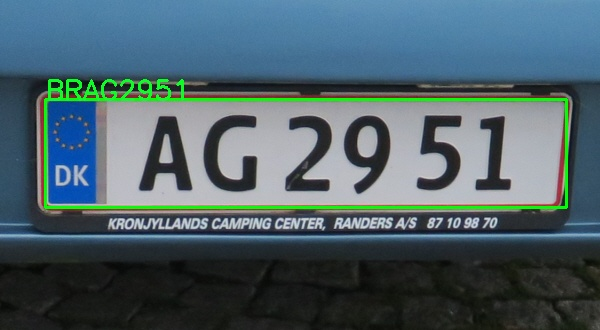 BRAG2951
DK AG 29 51
KRONJYLLANDS CAMPING CENTER, RANDERS A/S 87 10 98 70